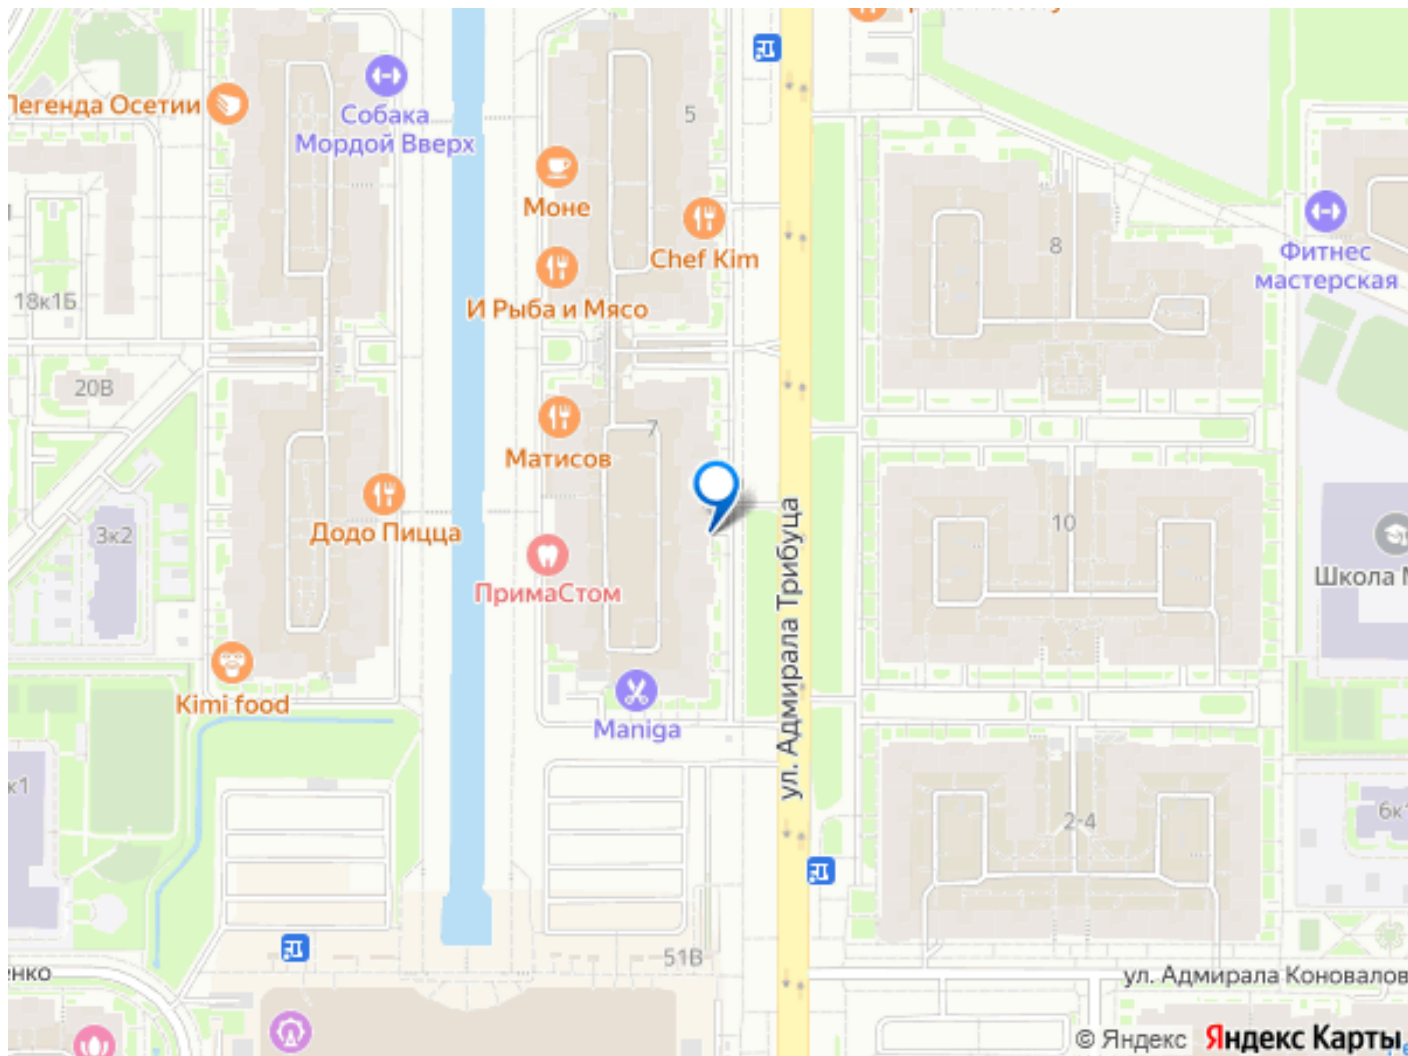 Легенда Осетии
Собака
Мордой Вверх
5
Моне
Chef Kim
8
Фитнес
мастерская
И Рыба и Мясо
18к1Б
20В
7
Матисов
Додо Пицца
3к2
10
Школа
ПримаСтом
ул. Адмирала Трибуца
Kimi food
Maniga
к1
2-4
6к
51В
енко
ул. Адмирала Коновалов
© Яндекс Яндекс Карты